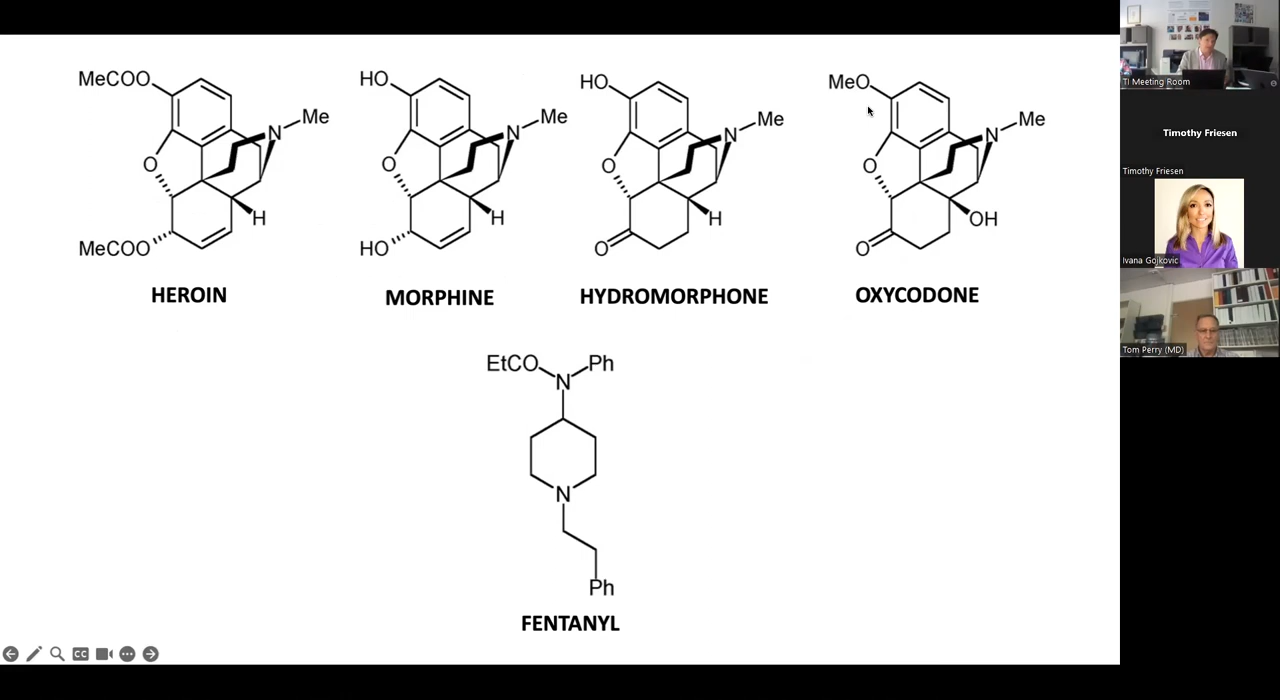 MeCOO
N
Me
O
H
MeCOO
HEROIN
HO
N
Me
O
H
HO
MORPHINE
HO
N
Me
O
H
O
HYDROMORPHONE
MeO
N
Me
O
OH
O
OXYCODONE
EtCO
N
Ph
N
Ph
FENTANYL
CC
TI Meeting Room
Timothy Friesen
Timothy Friesen
Ivana Gojkovic
Tom Perry (MD)